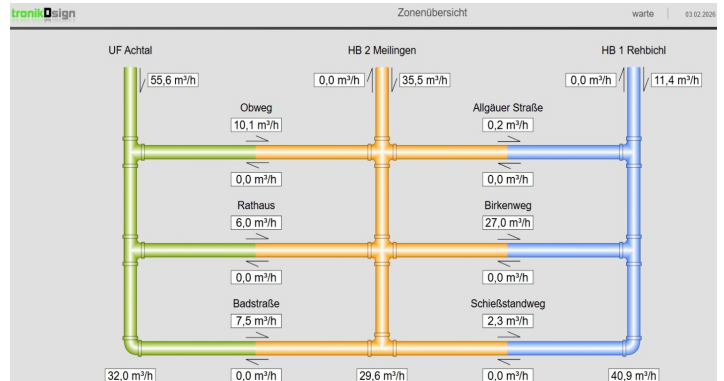 tronikDsign Zonenübersicht warte 03.02.2026
UF Achtal HB 2 Meilingen HB 1 Rehbichl
55,6 m³/h 0,0 m³/h 35,5 m³/h 0,0 m³/h 11,4 m³/h
Obweg Allgäuer Straße
10,1 m³/h 0,2 m³/h
0,0 m³/h 0,0 m³/h
Rathaus Birkenweg
6,0 m³/h 27,0 m³/h
0,0 m³/h 0,0 m³/h
Badstraße Schießstandweg
7,5 m³/h 2,3 m³/h
32,0 m³/h 0,0 m³/h 29,6 m³/h 0,0 m³/h 40,9 m³/h